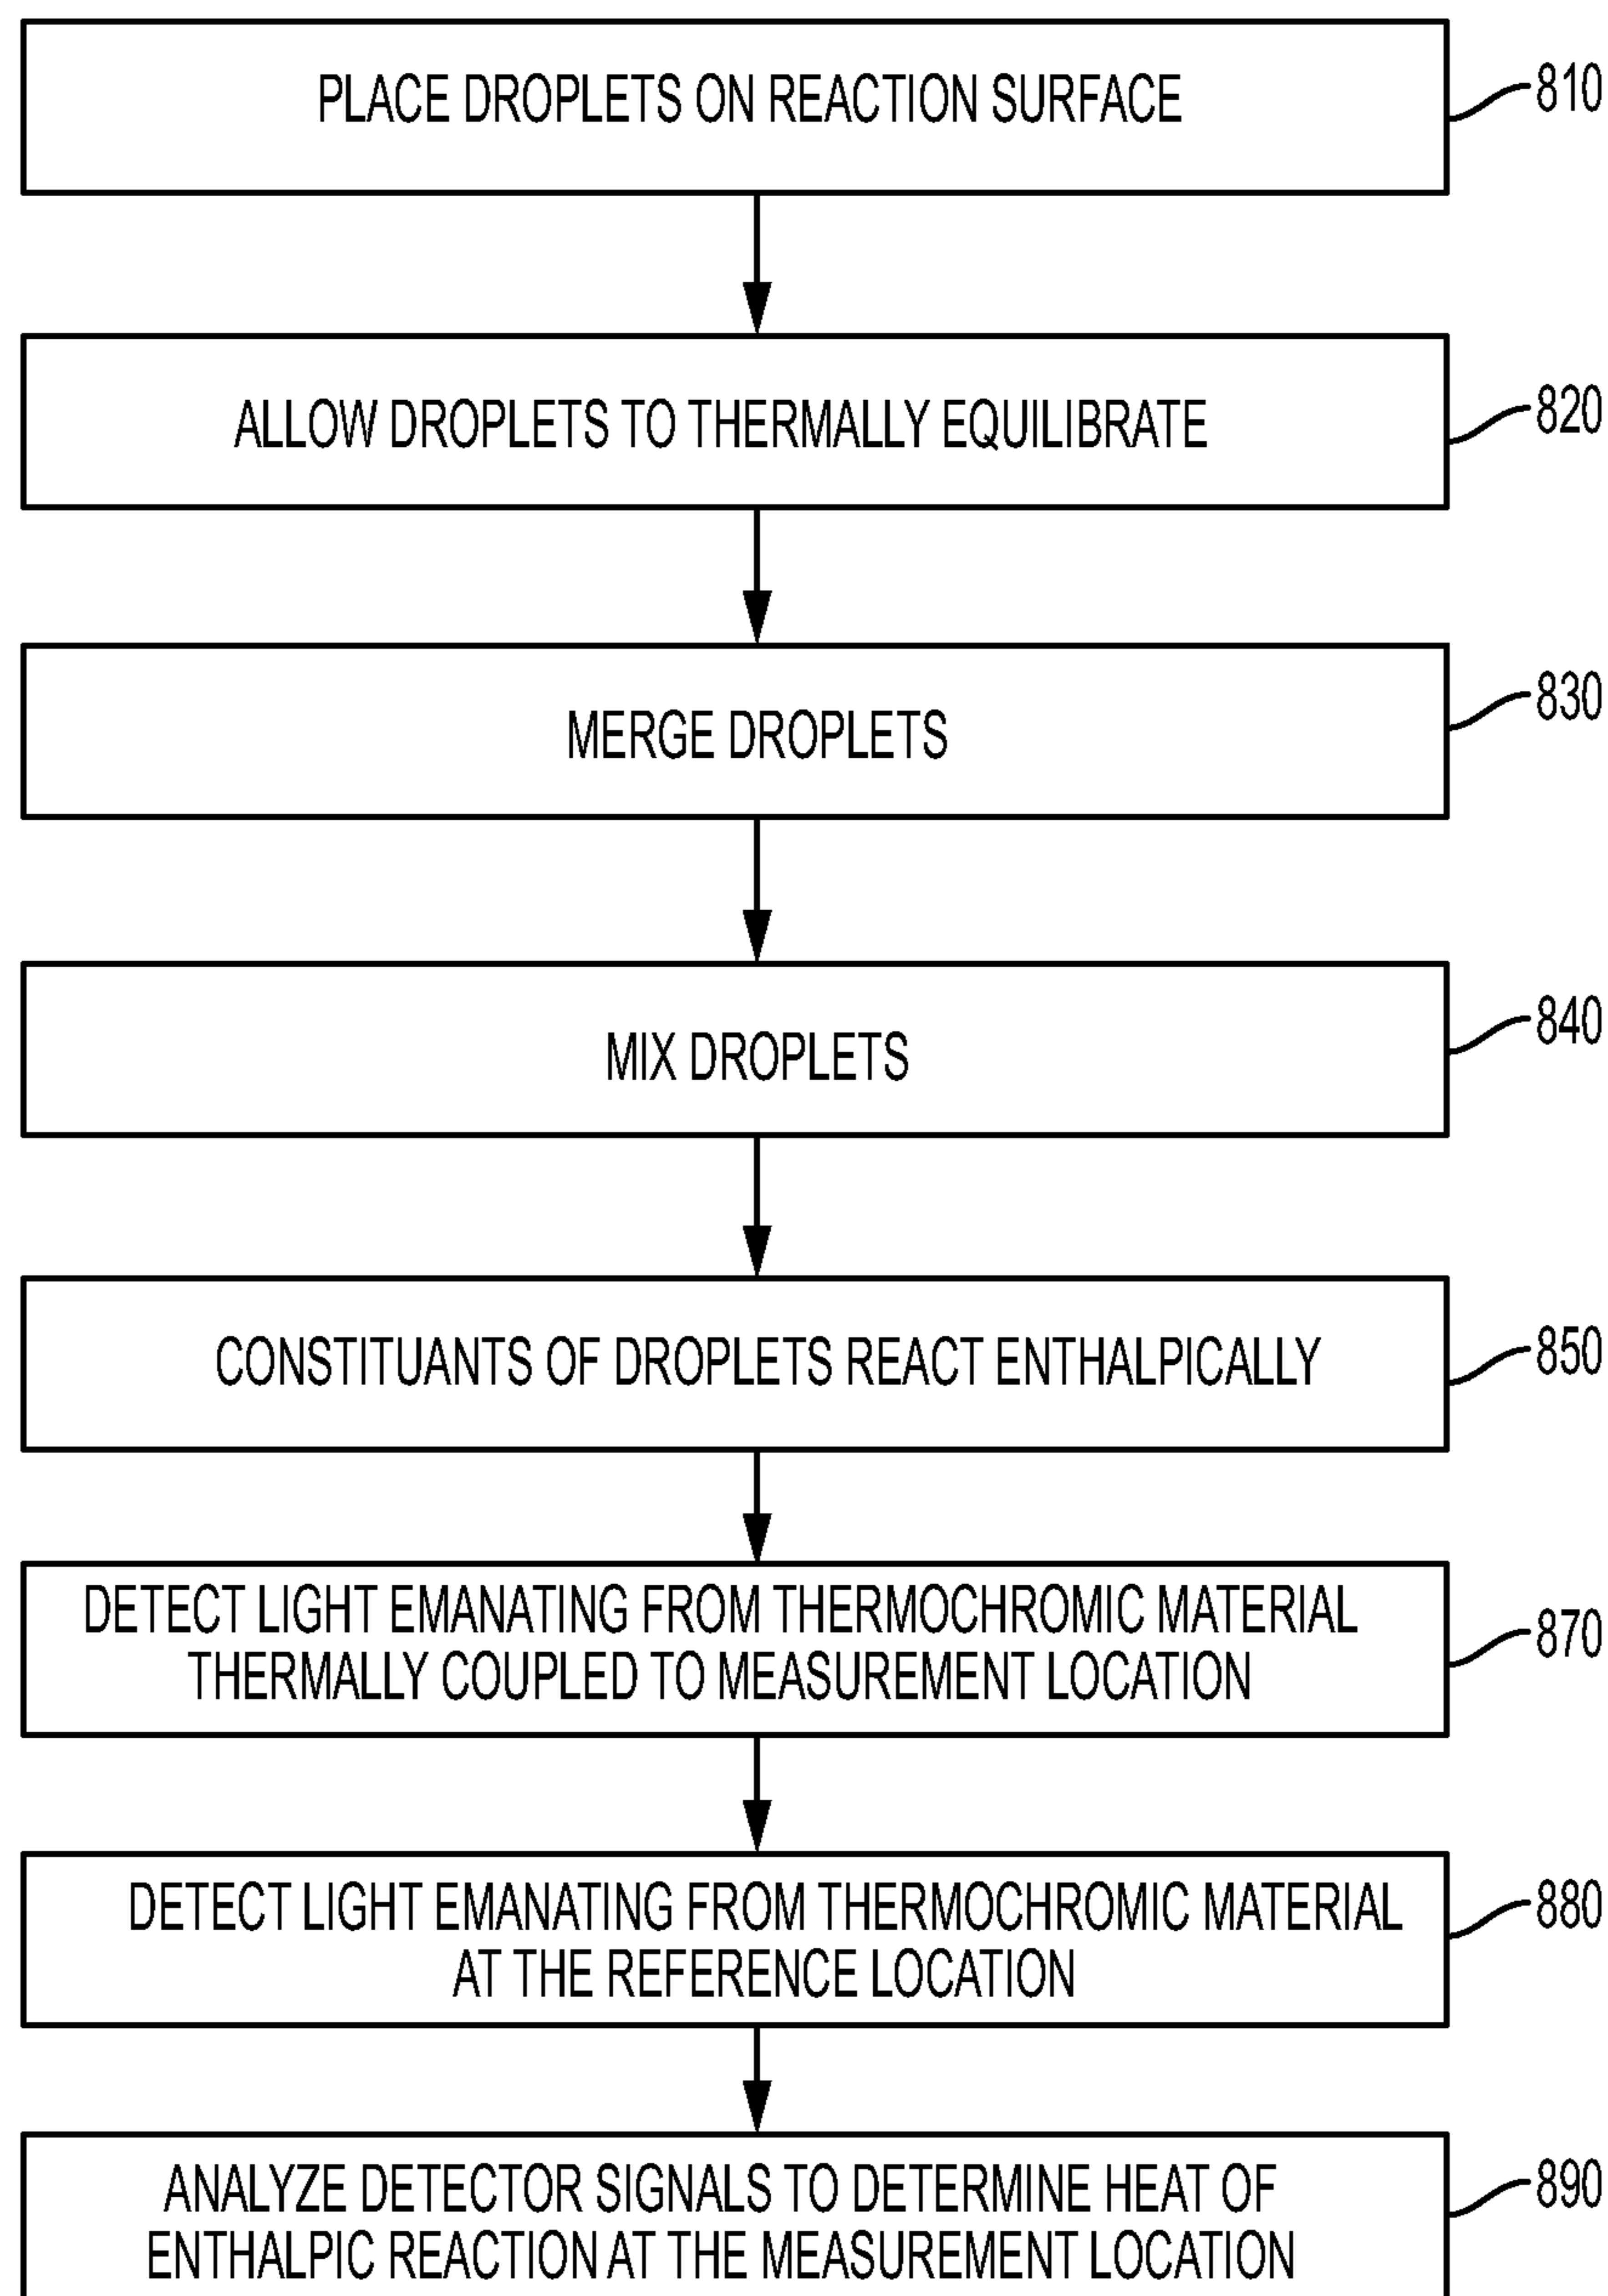 PLACE DROPLETS ON REACTION SURFACE
810
ALLOW DROPLETS TO THERMALLY EQUILIBRATE
820
MERGE DROPLETS
830
MIX DROPLETS
840
CONSTITUANTS OF DROPLETS REACT ENTHALPICALLY
850
DETECT LIGHT EMANATING FROM THERMOCHROMIC MATERIAL
THERMALLY COUPLED TO MEASUREMENT LOCATION
870
DETECT LIGHT EMANATING FROM THERMOCHROMIC MATERIAL
AT THE REFERENCE LOCATION
880
ANALYZE DETECTOR SIGNALS TO DETERMINE HEAT OF
ENTHALPIC REACTION AT THE MEASUREMENT LOCATION
890